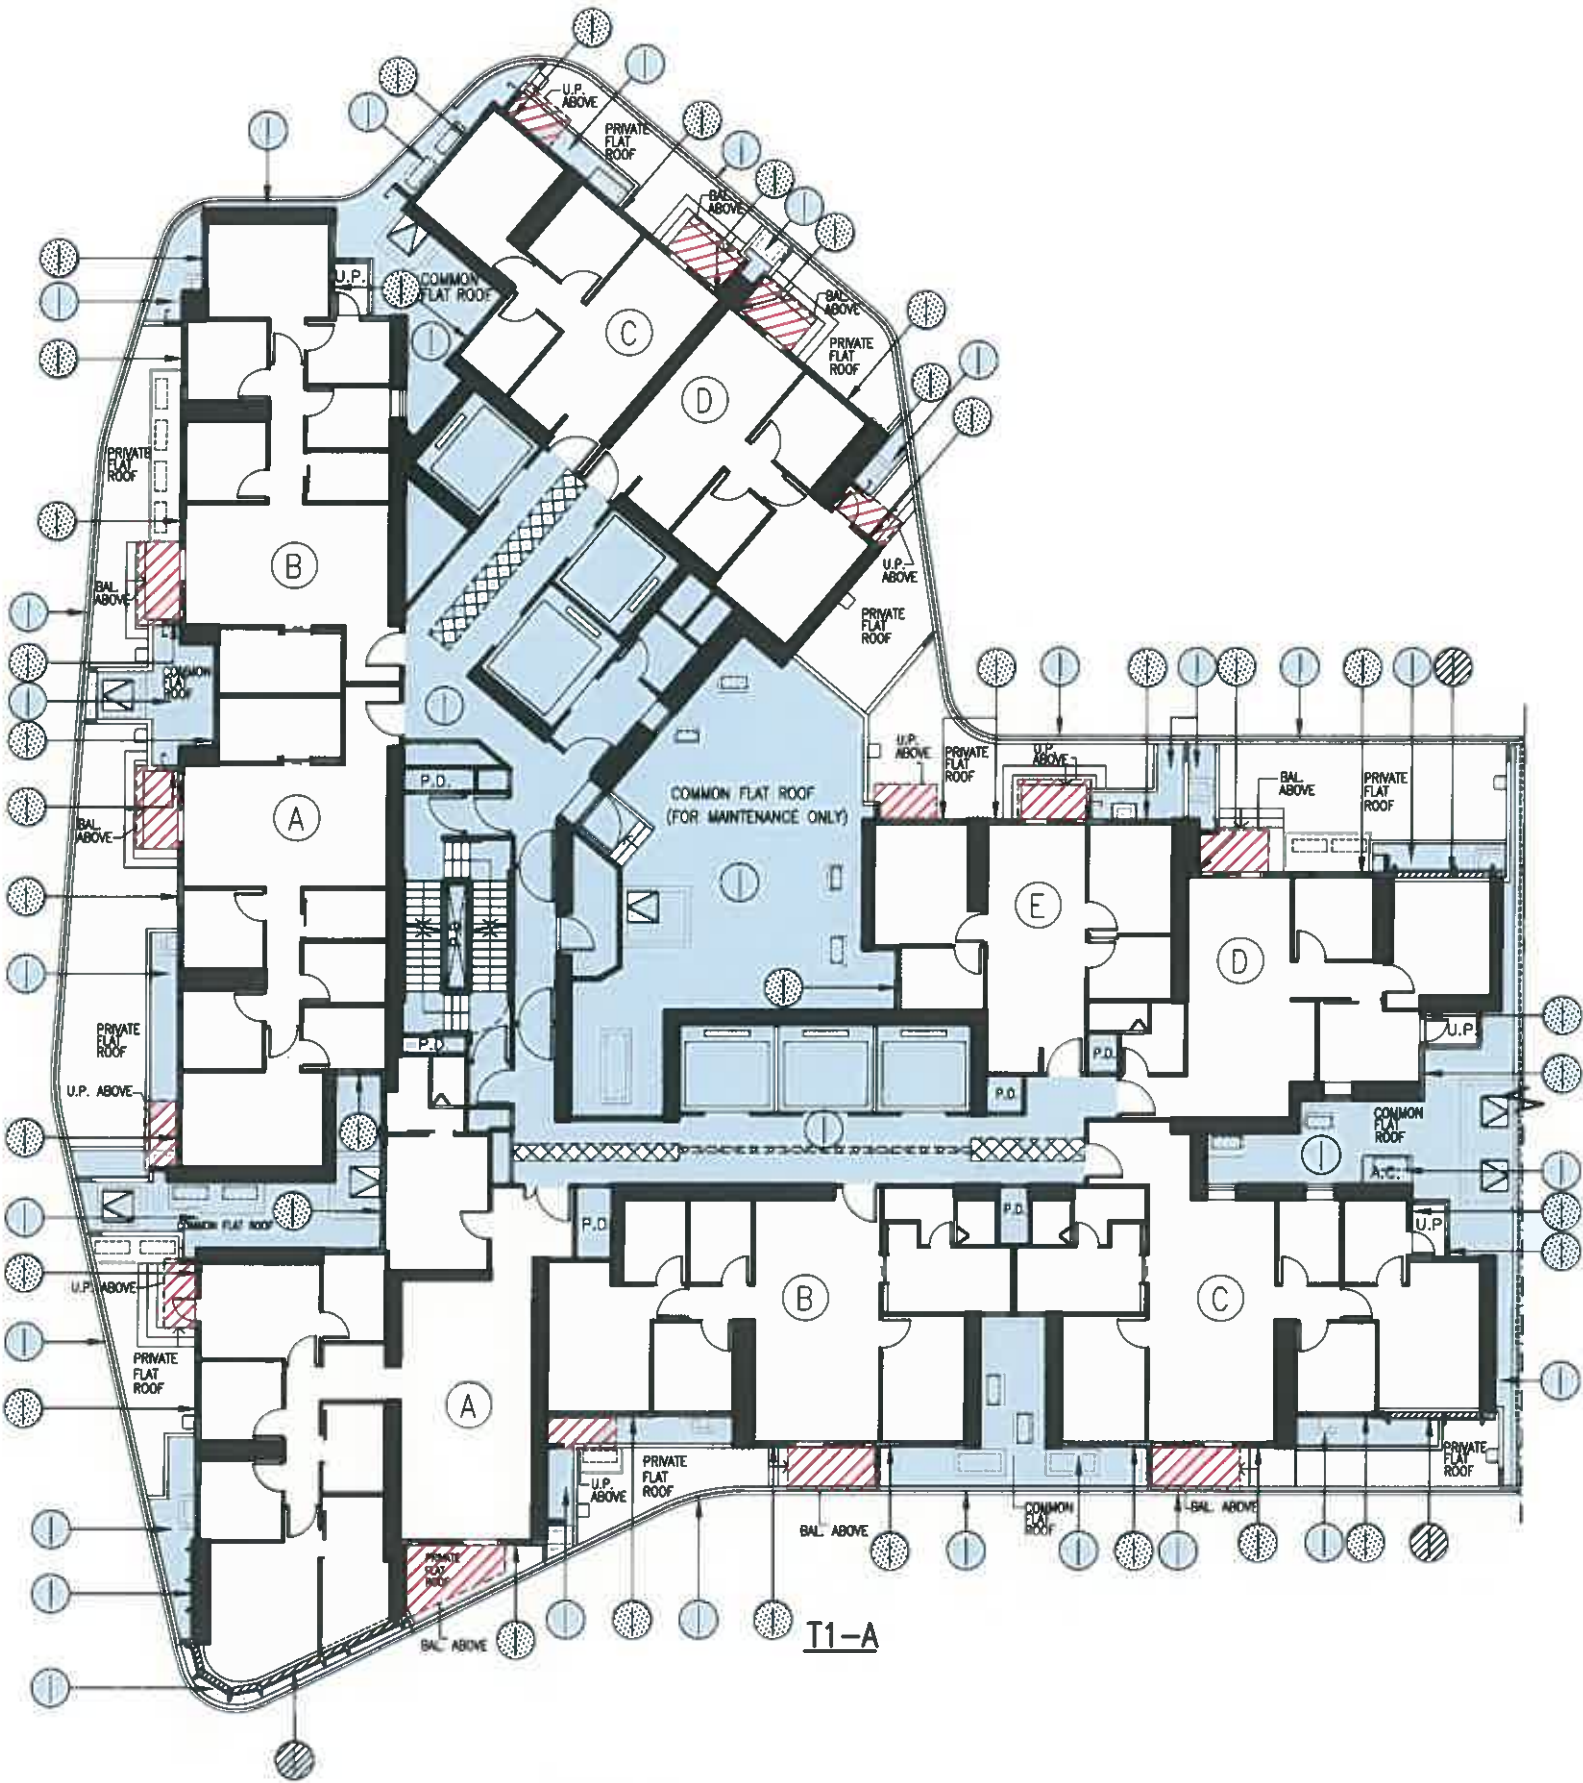 U.P.
ABOVE
PRIVATE
FLAT
ROOF
BAL.
ABOVE
U.P.
COMMON
FLAT ROOF
C
BAL.
ABOVE
PRIVATE
FLAT
ROOF
D
PRIVATE
FLAT
ROOF
B
BAL.
ABOVE
U.P.
ABOVE
PRIVATE
FLAT
ROOF
COMMON
FLAT
ROOF
U.P.
ABOVE
PRIVATE
FLAT
ROOF
U.P.
ABOVE
BAL.
ABOVE
PRIVATE
FLAT
ROOF
P.D.
COMMON FLAT ROOF
(FOR MAINTENANCE ONLY)
A
BAL.
ABOVE
E
D
PRIVATE
FLAT
ROOF
P.D.
P.D.
U.P.
U.P. ABOVE
P.D.
COMMON
FLAT
ROOF
A.C.
COMMON FLAT ROOF
P.D.
P.D.
U.P.
U.P. ABOVE
B
C
PRIVATE
FLAT
ROOF
A
PRIVATE
FLAT
ROOF
U.P.
ABOVE
PRIVATE
FLAT
ROOF
BAL. ABOVE
COMMON
FLAT
ROOF
BAL. ABOVE
PRIVATE
FLAT
ROOF
BAL. ABOVE
T1-A